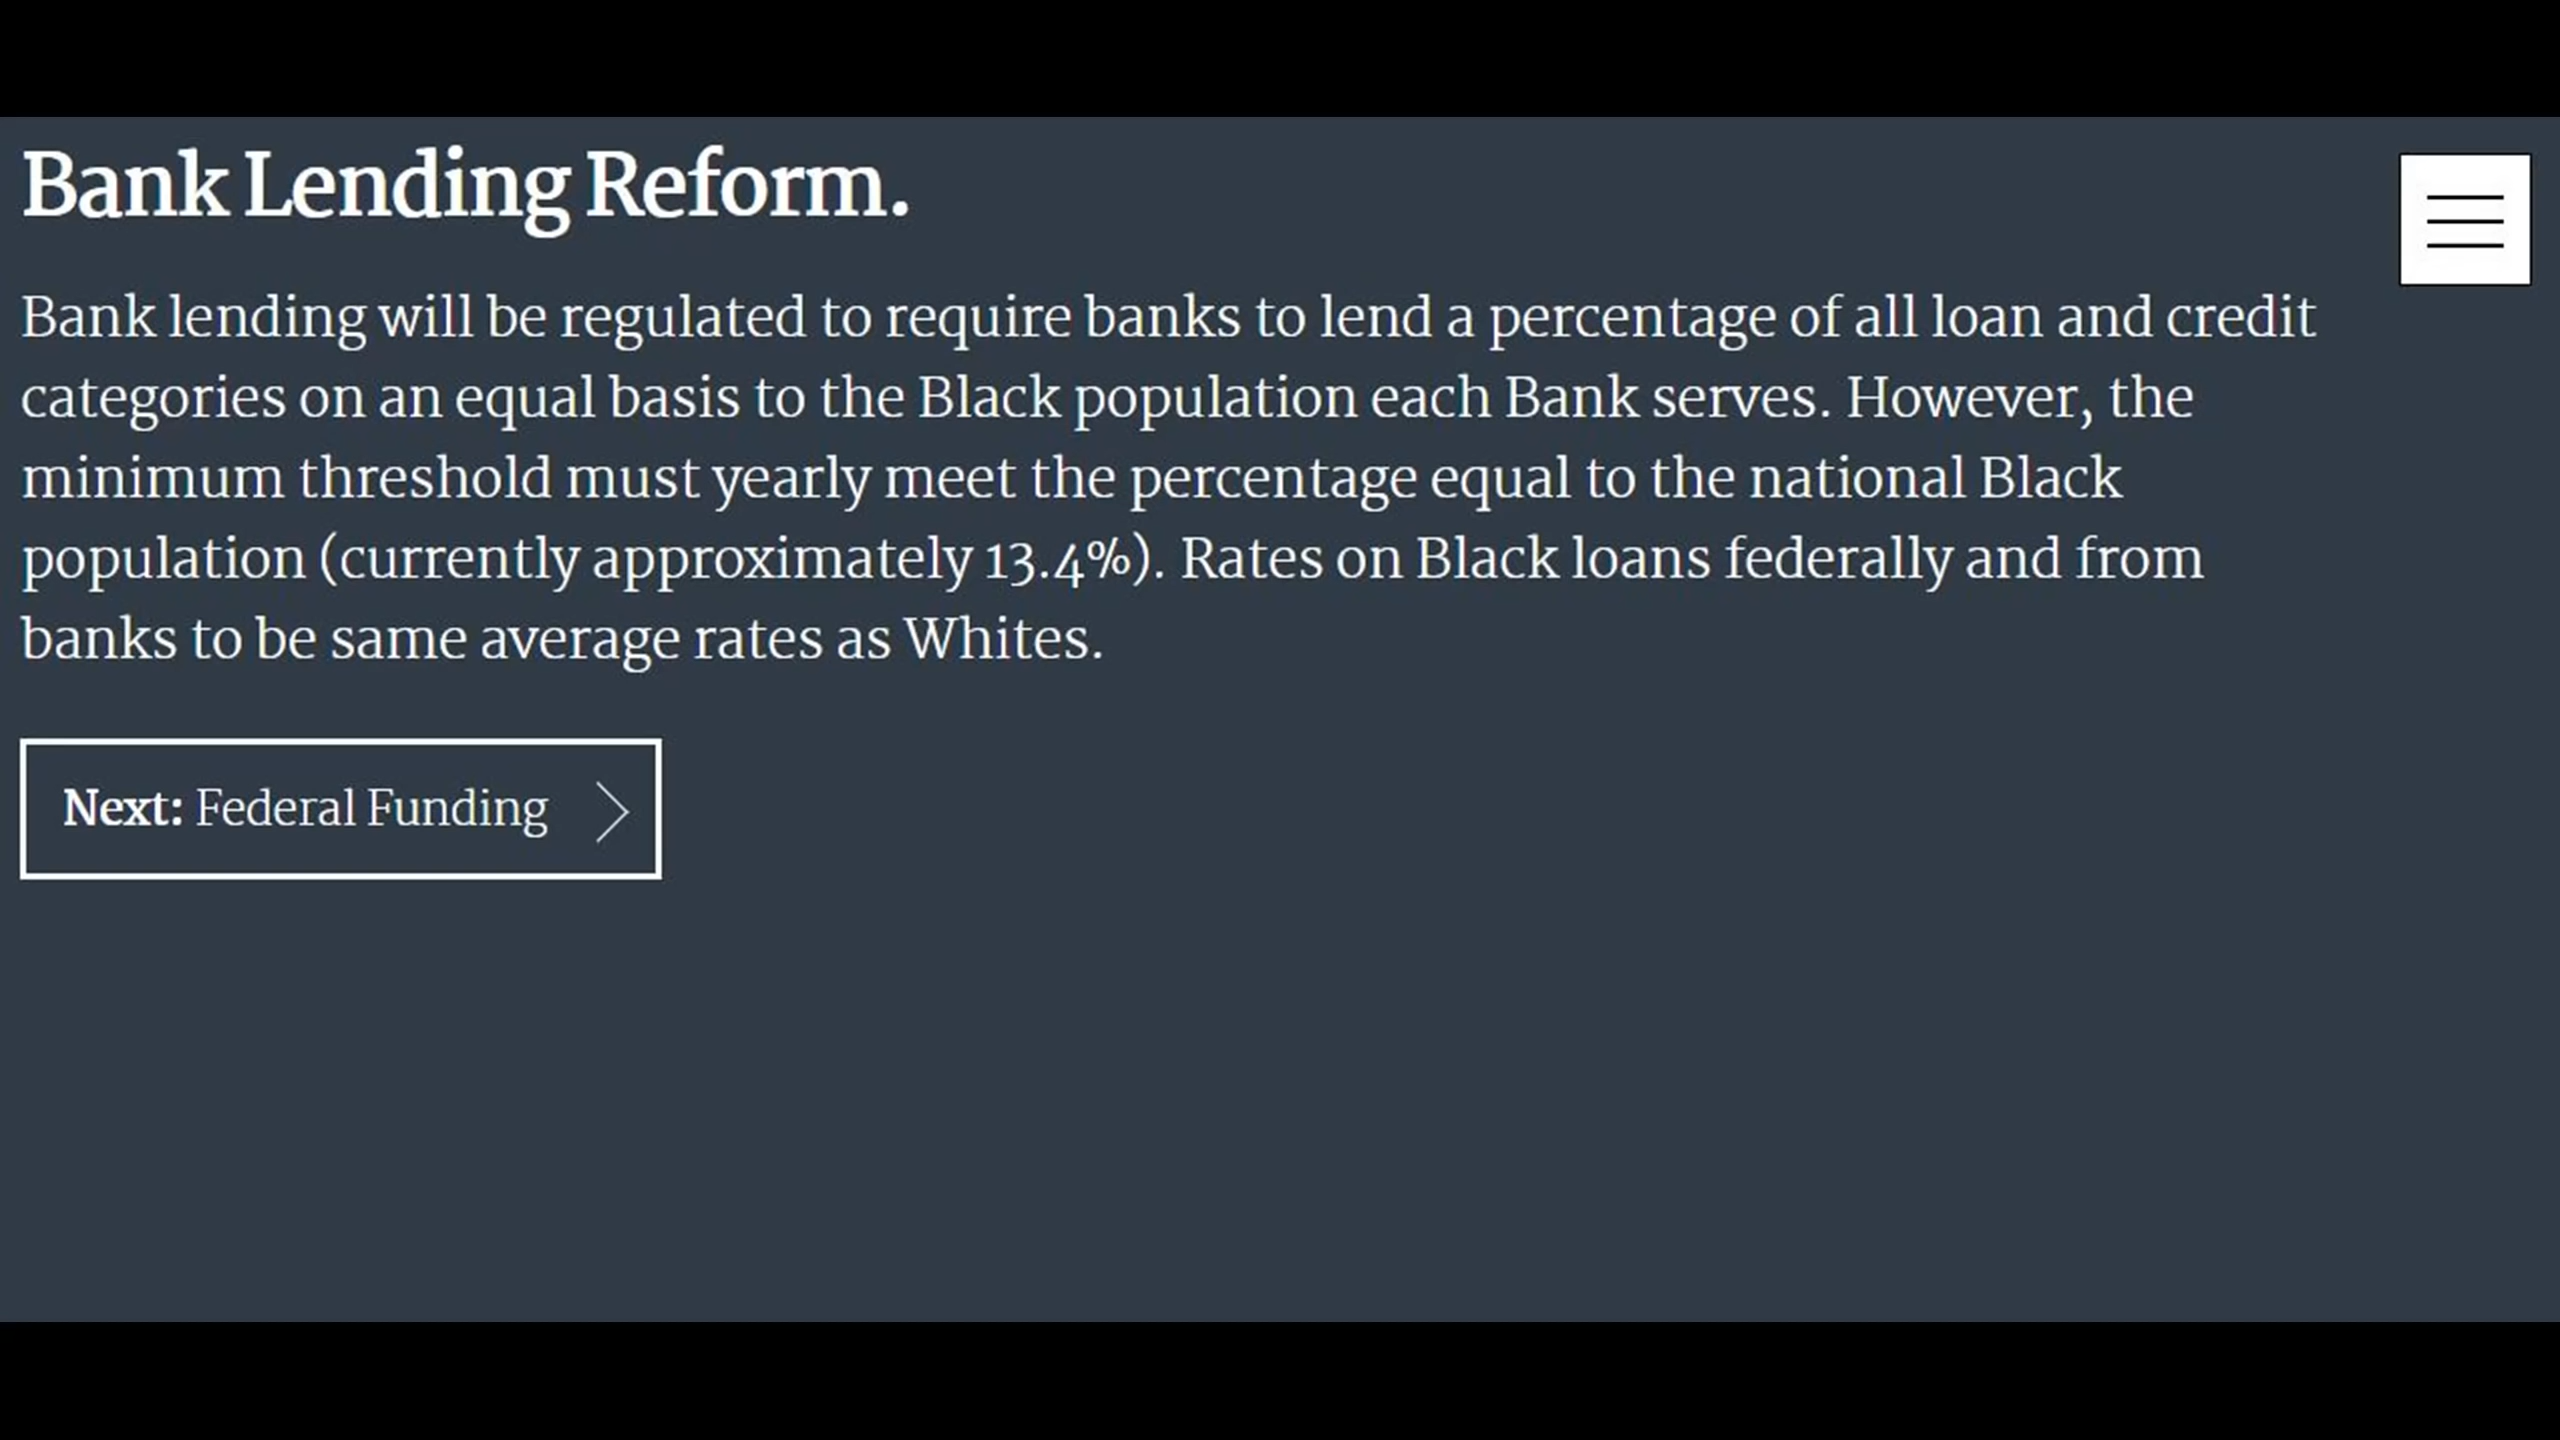 Bank Lending Reform.
Bank lending will be regulated to require banks to lend a percentage of all loan and credit
categories on an equal basis to the Black population each Bank serves. However, the
minimum threshold must yearly meet the percentage equal to the national Black
population (currently approximately 13.4%). Rates on Black loans federally and from
banks to be same average rates as Whites.
Next: Federal Funding